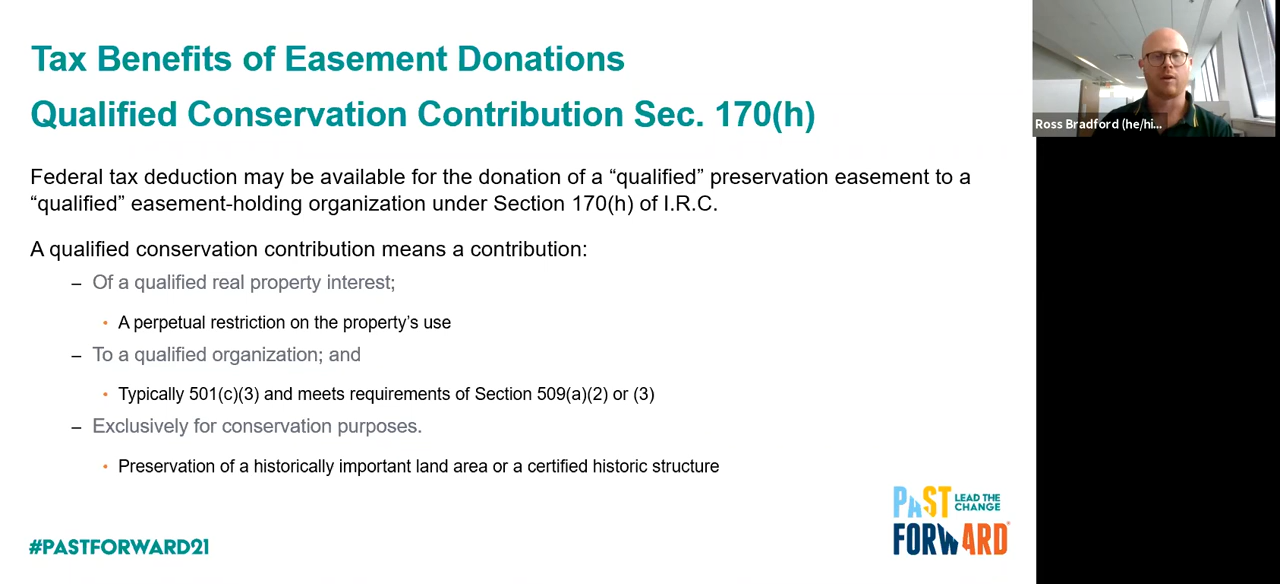 Tax Benefits of Easement Donations
Qualified Conservation Contribution Sec. 170(h)
Federal tax deduction may be available for the donation of a “qualified” preservation easement to a
“qualified” easement-holding organization under Section 170(h) of I.R.C.
A qualified conservation contribution means a contribution:
– Of a qualified real property interest;
• A perpetual restriction on the property’s use
– To a qualified organization; and
• Typically 501(c)(3) and meets requirements of Section 509(a)(2) or (3)
– Exclusively for conservation purposes.
• Preservation of a historically important land area or a certified historic structure
#PASTFORWARD21
PAST
LEAD THE
CHANGE
FORWARD
Ross Bradford (he/hi...